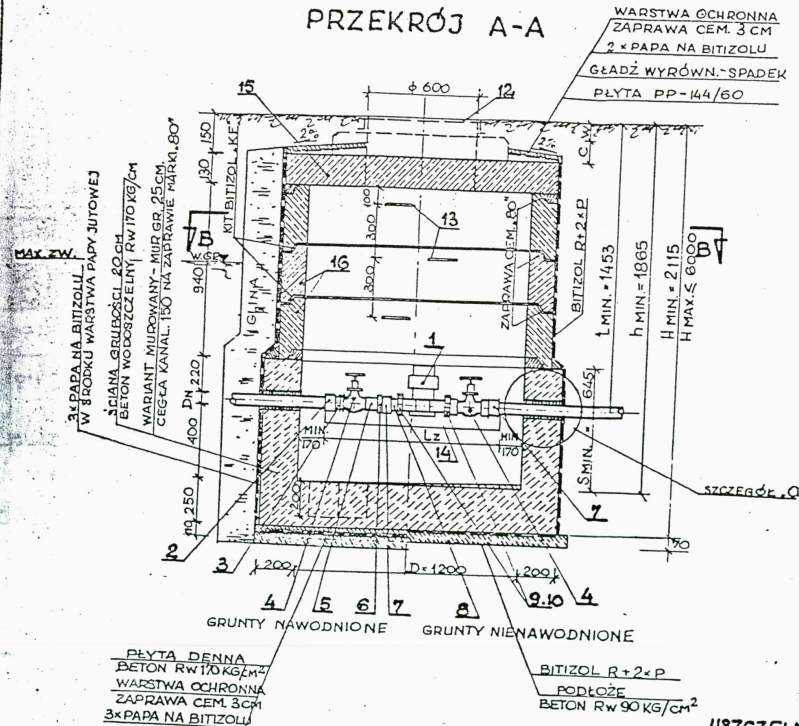 PRZEKRÓJ A-A
WARSTWA OCHRONNA
ZAPRAWA CEM. 3 CM
2 × PAPA NA BITIZOLU
GŁADŹ WYRÓWN.-SPADEK
PŁYTA PP-144/60
ϕ 600
15
12
2%
2%
150
130
C.W.
KIT BITIZOL „KE”
B
B
MAX. ZW.
W. GR.
GLINA
940
220
DN
400
250
3×PAPA NA BITIZOLU
W ŚRODKU WARSTWA PAPY JUTOWEJ
ŚCIANA GRUBOŚCI 20 cm
BETON WODOSZCZELNY RW 170 KG/CM
WARIANT MUROWANY-MUR GR. 25CM.
CEGŁA KANAL. 150 NA ZAPRAWIE MARKI „80”
100
300
300
13
16
ZAPRAWA CEM. „80”
BITIZOL R+2×P
L MIN. = 1453
h MIN. = 1865
H MIN. = 2115
H MAX. ≤ 6000
1
MIN
170
Lz
14
MIN
170
S MIN. = 645
SZCZEGÓŁ „a
200
7
2
3
200
D= 1200
200
70
4
5
6
7
8
9.10
4
GRUNTY NAWODNIONE
GRUNTY NIENAWODNIONE
PŁYTA DENNA
BETON RW 170 KG/CM²
WARSTWA OCHRONNA
ZAPRAWA CEM. 3CM
3×PAPA NA BITIZOLU
BITIZOL R+2×P
PODŁOŻE
BETON RW 90 KG/CM²